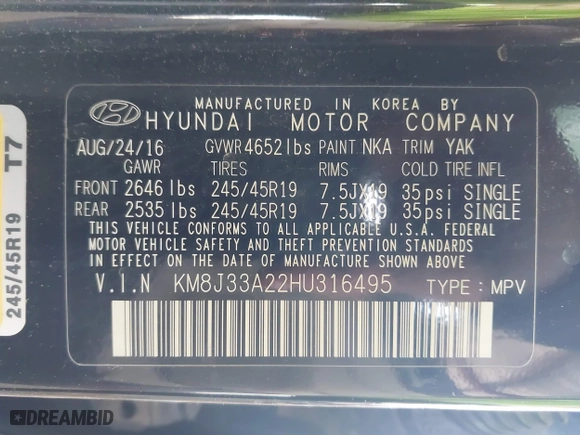 MANUFACTURED IN KOREA BY
HYUNDAI MOTOR COMPANY
AUG/24/16 GVWR 4652 lbs PAINT NKA TRIM YAK
GAWR TIRES RIMS COLD TIRE INFL
FRONT 2646 lbs 245/45R19 7.5JX19 35psi SINGLE
REAR 2535 lbs 245/45R19 7.5JX19 35psi SINGLE
THIS VEHICLE CONFORMS TO ALL APPLICABLE U.S.A. FEDERAL
MOTOR VEHICLE SAFETY AND THEFT PREVENTION STANDARDS
IN EFFECT ON THE DATE OF MANUFACTURE SHOWN ABOVE.
V.I.N KM8J33A22HU316495 TYPE: MPV
245/45R19 T7
DREAMBID